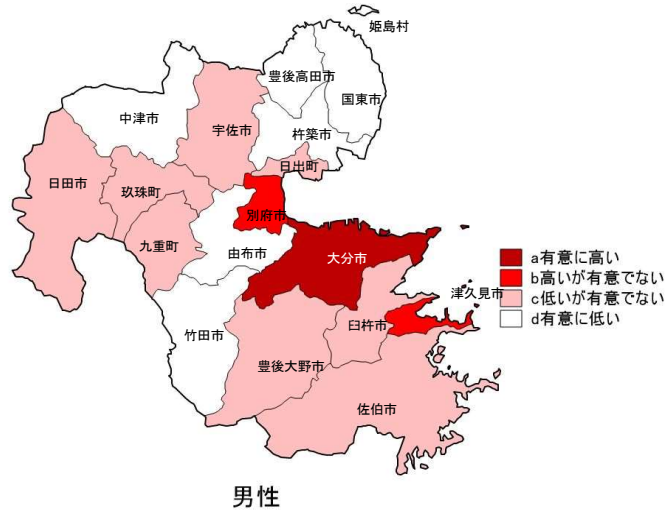 姫島村
豊後高田市
国東市
中津市
宇佐市
杵築市
日出町
日田市
玖珠町
別府市
九重町
由布市
大分市
a有意に高い
b高いが有意でない
c低いが有意でない
d有意に低い
津久見市
臼杵市
竹田市
豊後大野市
佐伯市
男性